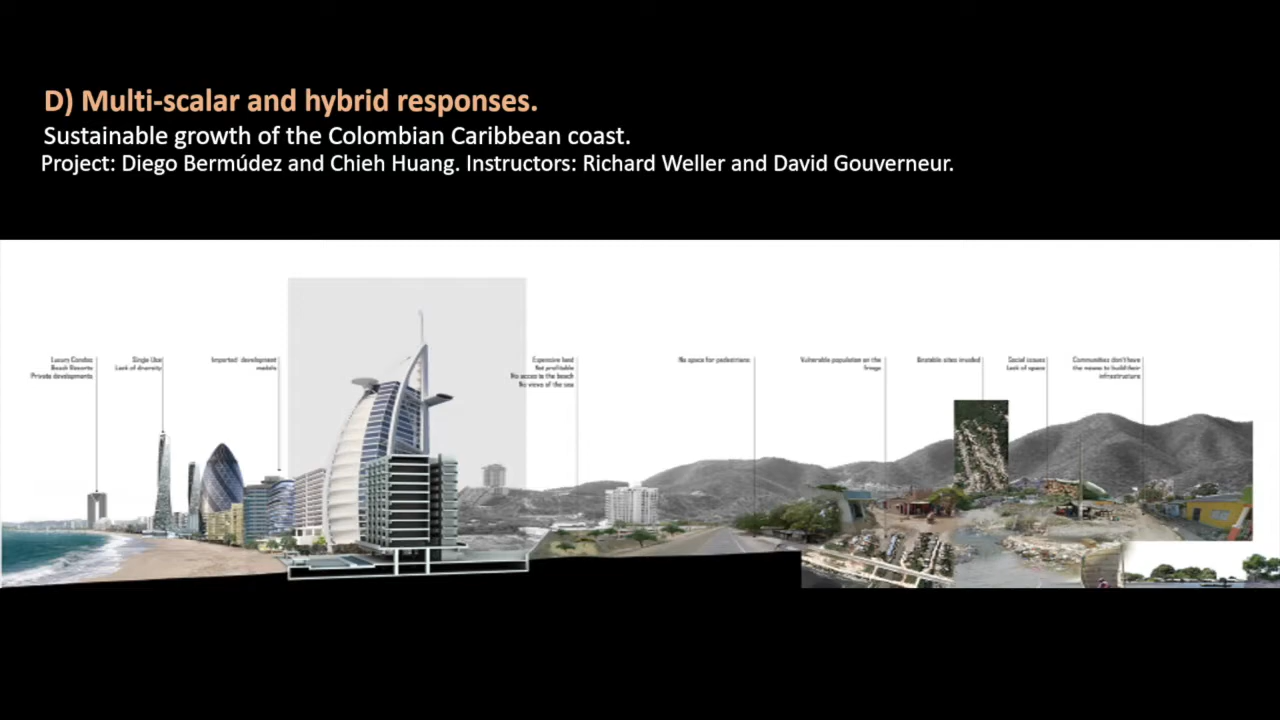 D) Multi-scalar and hybrid responses.
Sustainable growth of the Colombian Caribbean coast.
Project: Diego Bermúdez and Chieh Huang. Instructors: Richard Weller and David Gouverneur.
Luxury Condos
Beach Resorts
Private developments
Single Use
Lack of diversity
Imported development
models
Expensive land
Not profitable
No acces to the beach
No views of the sea
No space for pedestrians
Vulnerable population on the
fringe
Unstable sites invaded
Social issues
Lack of space
Communities don't have
the means to build their
infrastructure